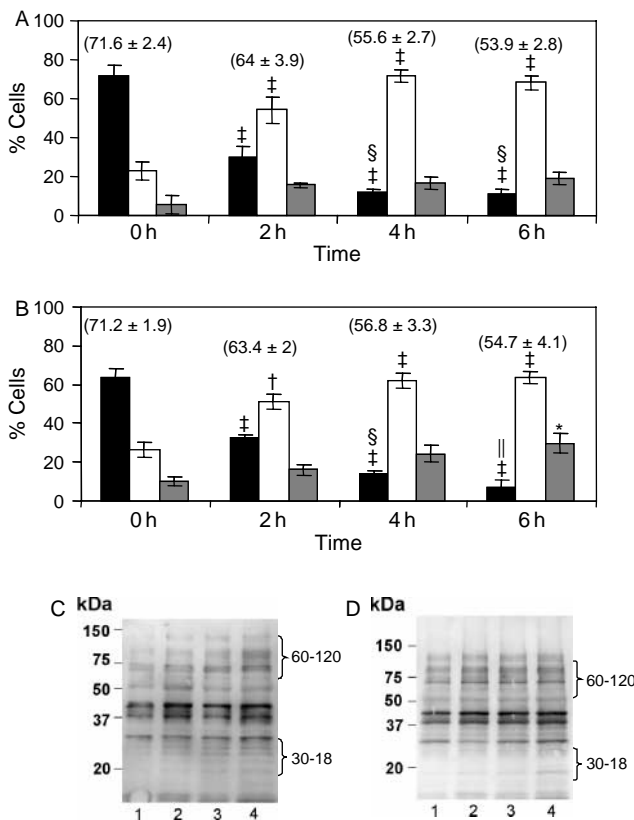 A
100
80
60
40
20
0
% Cells
(71.6 ± 2.4)
(64 ± 3.9)
(55.6 ± 2.7)
(53.9 ± 2.8)
‡ ‡ § ‡ ‡ § ‡ ‡
0 h 2 h 4 h 6 h
Time
B
100
80
60
40
20
0
% Cells
(71.2 ± 1.9)
(63.4 ± 2)
(56.8 ± 3.3)
(54.7 ± 4.1)
‡ † § ‡ ‡ || ‡ ‡ *
0 h 2 h 4 h 6 h
Time
C
kDa
150
75
50
37
20
60-120
30-18
1 2 3 4
D
kDa
150
75
50
37
20
60-120
30-18
1 2 3 4